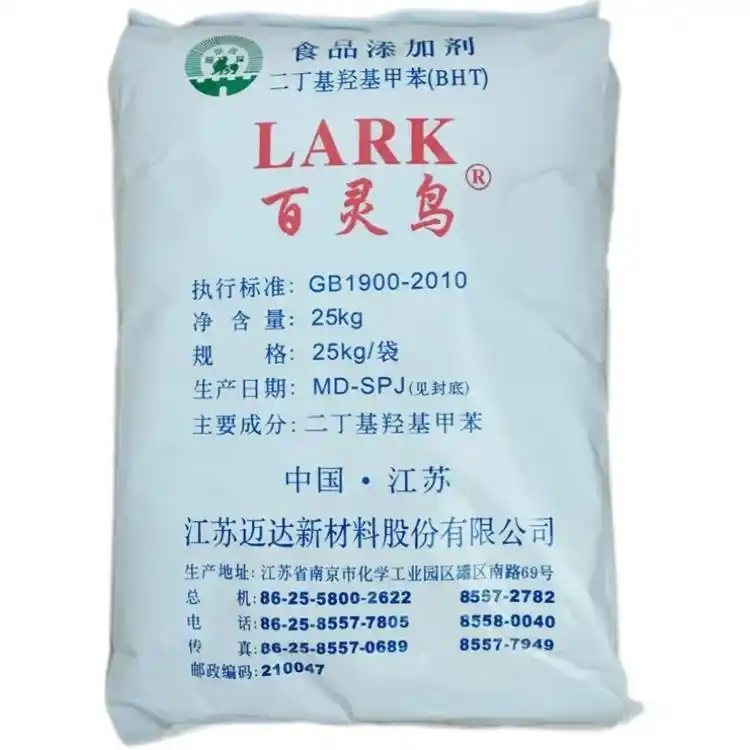 食品添加剂
二丁基羟基甲苯(BHT)
LARK
百灵鸟®
执行标准: GB1900-2010
净含量: 25kg
规格: 25kg/袋
生产日期: MD-SPJ(见封底)
主要成分: 二丁基羟基甲苯
中国·江苏
江苏迈达新材料股份有限公司
生产地址: 江苏省南京市化学工业园区罐区南路69号
总机: 86-25-5800-2622 8557-2782
电话: 86-25-8557-7805 8558-0040
传真: 86-25-8557-0689 8557-7949
邮政编码: 210047